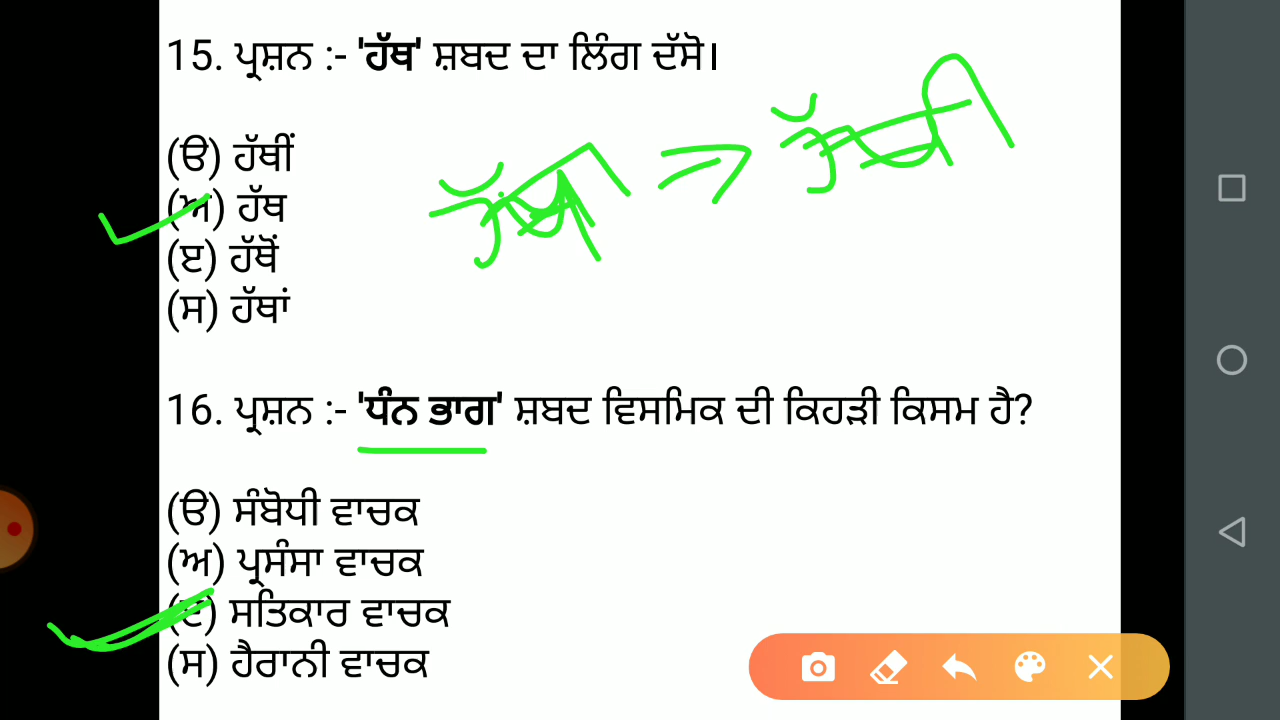 15. ਪ੍ਰਸ਼ਨ :- 'ਹੱਥ' ਸ਼ਬਦ ਦਾ ਲਿੰਗ ਦੱਸੋ।
(ੳ) ਹੱਥੀਂ
(ਅ) ਹੱਥ
(ੲ) ਹੱਥੋਂ
(ਸ) ਹੱਥਾਂ
16. ਪ੍ਰਸ਼ਨ :- 'ਧੰਨ ਭਾਗ' ਸ਼ਬਦ ਵਿਸਮਿਕ ਦੀ ਕਿਹੜੀ ਕਿਸਮ ਹੈ?
(ੳ) ਸੰਬੋਧੀ ਵਾਚਕ
(ਅ) ਪ੍ਰਸੰਸਾ ਵਾਚਕ
(ੲ) ਸਤਿਕਾਰ ਵਾਚਕ
(ਸ) ਹੈਰਾਨੀ ਵਾਚਕ